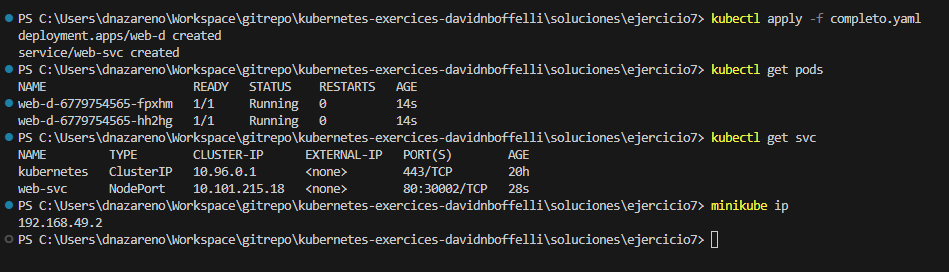 PS C:\Users\dnazareno\Workspace\gitrepo\kubernetes-exercices-davidnboffelli\soluciones\ejercicio7> kubectl apply -f completo.yaml
deployment.apps/web-d created
service/web-svc created
PS C:\Users\dnazareno\Workspace\gitrepo\kubernetes-exercices-davidnboffelli\soluciones\ejercicio7> kubectl get pods
NAME READY STATUS RESTARTS AGE
web-d-6779754565-fpxhm 1/1 Running 0 14s
web-d-6779754565-hh2hg 1/1 Running 0 14s
PS C:\Users\dnazareno\Workspace\gitrepo\kubernetes-exercices-davidnboffelli\soluciones\ejercicio7> kubectl get svc
NAME TYPE CLUSTER-IP EXTERNAL-IP PORT(S) AGE
kubernetes ClusterIP 10.96.0.1 <none> 443/TCP 20h
web-svc NodePort 10.101.215.18 <none> 80:30002/TCP 28s
PS C:\Users\dnazareno\Workspace\gitrepo\kubernetes-exercices-davidnboffelli\soluciones\ejercicio7> minikube ip
192.168.49.2
PS C:\Users\dnazareno\Workspace\gitrepo\kubernetes-exercices-davidnboffelli\soluciones\ejercicio7>